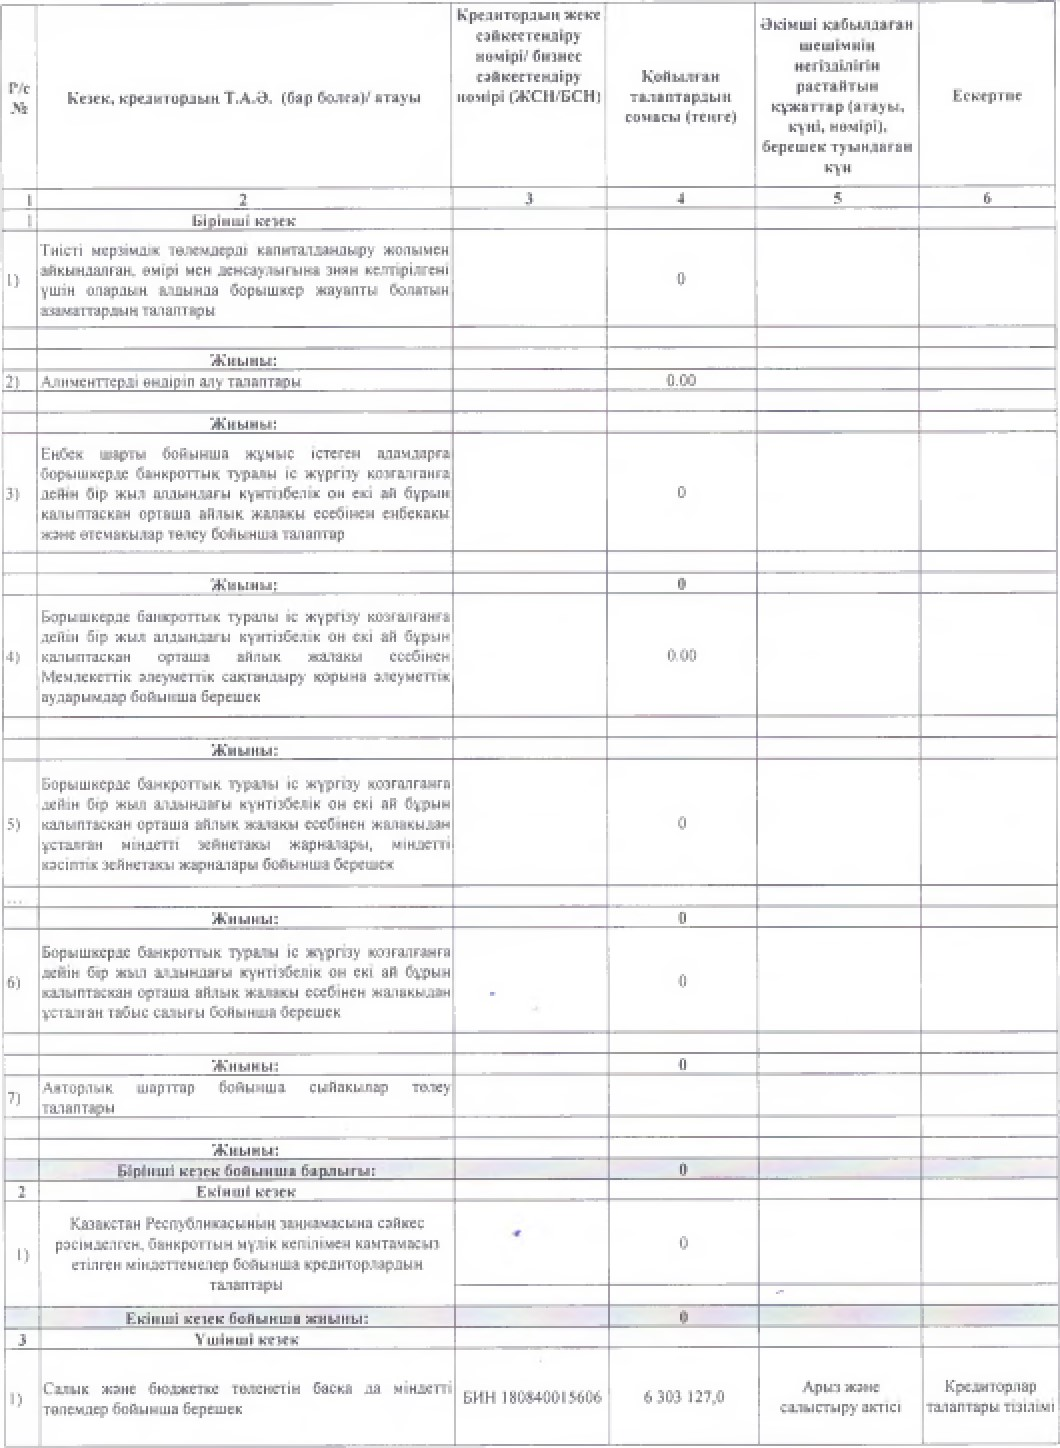 Р/с
№
Кезек, кредитордың Т.А.Ә. (бар болса)/ атауы
Кредитордың жеке
сәйкестендіру
нөмірі/ бизнес
сәйкестендіру
нөмірі (ЖСН/БСН)
Қойылған
талаптардың
сомасы (теңге)
Әкімші қабылдаған
шешімнің
негізділігін
растайтын
құжаттар (атауы,
күні, нөмірі),
берешек туындаған
күн
Ескертпе
1 2 3 4 5 6
1 Бірінші кезек
1) Тиісті мерзімдік төлемдерді капиталдандыру жолымен
айқындалған, өмірі мен денсаулығына зиян келтірілгені
үшін олардың алдында борышкер жауапты болатын
азаматтардың талаптары
0
Жиыны:
2) Алименттерді өндіріп алу талаптары 0.00
Жиыны:
3) Еңбек шарты бойынша жұмыс істеген адамдарға
борышкерде банкроттық туралы іс жүргізу қозғалғанға
дейін бір жыл алдындағы күнтізбелік он екі ай бұрын
қалыптасқан орташа айлық жалақы есебінен еңбекақы
және өтемақылар төлеу бойынша талаптар
0
Жиыны: 0
4) Борышкерде банкроттық туралы іс жүргізу қозғалғанға
дейін бір жыл алдындағы күнтізбелік он екі ай бұрын
қалыптасқан орташа айлық жалақы есебінен
Мемлекеттік әлеуметтік сақтандыру қорына әлеуметтік
аударымдар бойынша берешек
0.00
Жиыны:
5) Борышкерде банкроттық туралы іс жүргізу қозғалғанға
дейін бір жыл алдындағы күнтізбелік он екі ай бұрын
қалыптасқан орташа айлық жалақы есебінен жалақыдан
ұсталған міндетті зейнетақы жарналары, міндетті
кәсіптік зейнетақы жарналары бойынша берешек
0
...
Жиыны: 0
6) Борышкерде банкроттық туралы іс жүргізу қозғалғанға
дейін бір жыл алдындағы күнтізбелік он екі ай бұрын
қалыптасқан орташа айлық жалақы есебінен жалақыдан
ұсталған табыс салығы бойынша берешек
0
Жиыны: 0
7) Авторлық шарттар бойынша сыйақылар төлеу
талаптары
Жиыны:
Бірінші кезек бойынша барлығы: 0
2 Екінші кезек
1) Қазақстан Республикасының заңнамасына сәйкес
рәсімделген, банкроттың мүлік кепілімен қамтамасыз
етілген міндеттемелер бойынша кредиторлардың
талаптары
0
Екінші кезек бойынша жиыны: 0
3 Үшінші кезек
1) Салық және бюджетке төленетін басқа да міндетті
төлемдер бойынша берешек
БИН 180840015606
6 303 127,0
Арыз және
салыстыру актісі
Кредиторлар
талаптары тізілімі